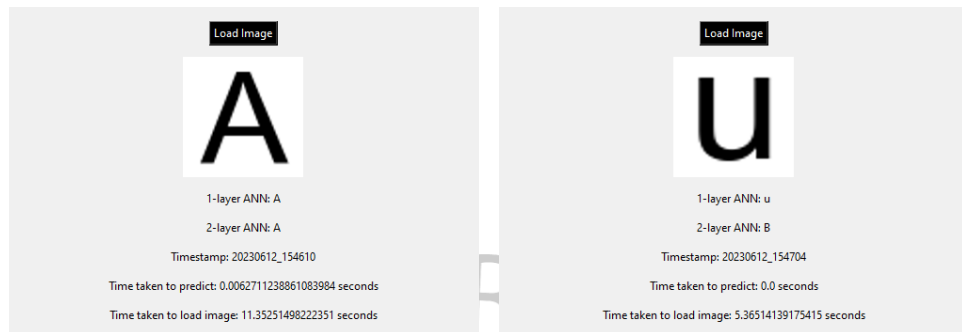 Load Image
A
1-layer ANN: A
2-layer ANN: A
Timestamp: 20230612_154610
Time taken to predict: 0.0062711238861083984 seconds
Time taken to load image: 11.35251498222351 seconds
Load Image
u
1-layer ANN: u
2-layer ANN: B
Timestamp: 20230612_154704
Time taken to predict: 0.0 seconds
Time taken to load image: 5.36514139175415 seconds